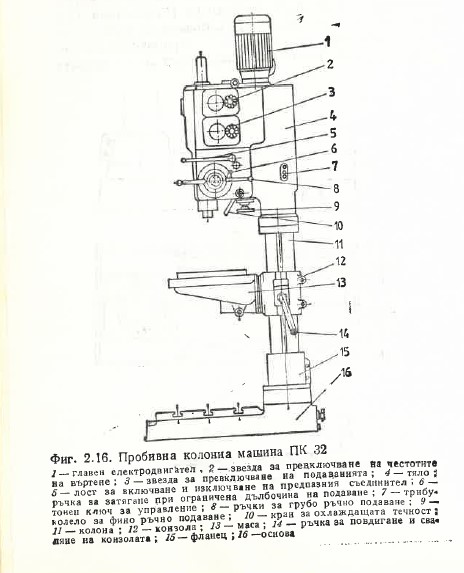 1
2
3
4
5
6
7
8
9
10
11
12
13
14
15
16
Фиг. 2.16. Пробивна колониа машина ПК 32
1 — главен електродвигател, 2 — звезда за превключване на честотите
на въртене; 3 — звезда за превключване на подаванията; 4 — тяло;
5 — лост за включване и изключване на предпазния съединител; 6 —
ръчка за затягане при ограничена дълбочина на подаване; 7 — трибу-
тонен ключ за управление; 8 — ръчки за грубо ръчно подаване; 9 —
колело за фино ръчно подаване; 10 — кран за охлаждащата течност;
11 — колона; 12 — конзола; 13 — маса; 14 — ръчка за повдигане и сва-
ляне на конзолата; 15 — фланец; 16 — основа